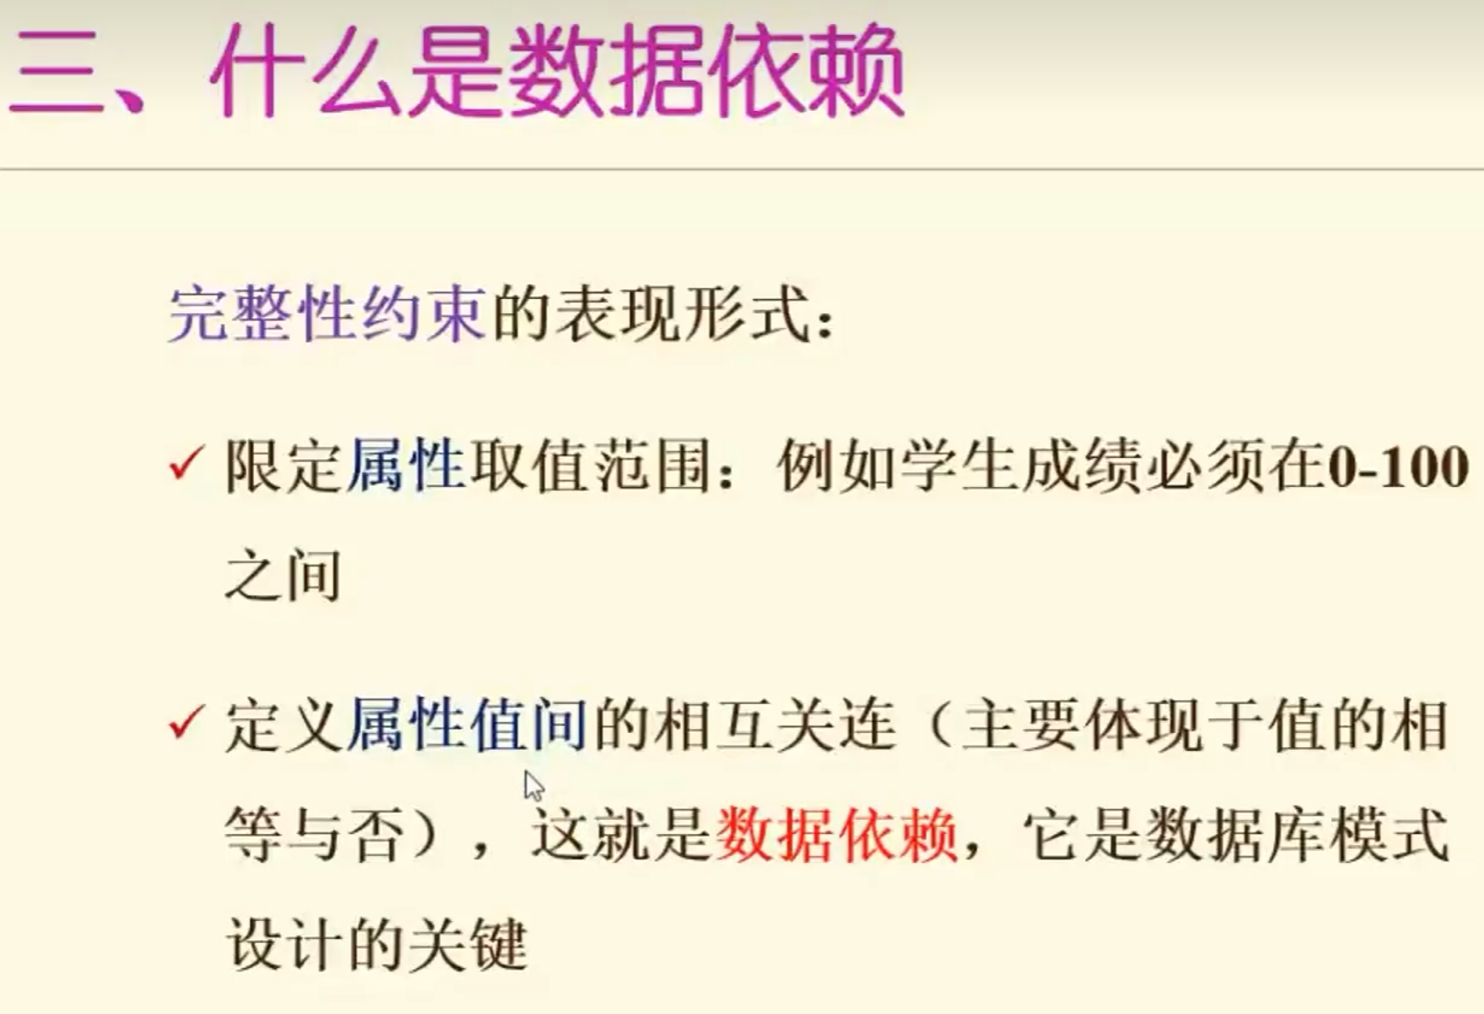 三、什么是数据依赖
完整性约束的表现形式：
✓ 限定属性取值范围：例如学生成绩必须在0-100
之间
✓ 定义属性值间的相互关连（主要体现于值的相
等与否），这就是数据依赖，它是数据库模式
设计的关键